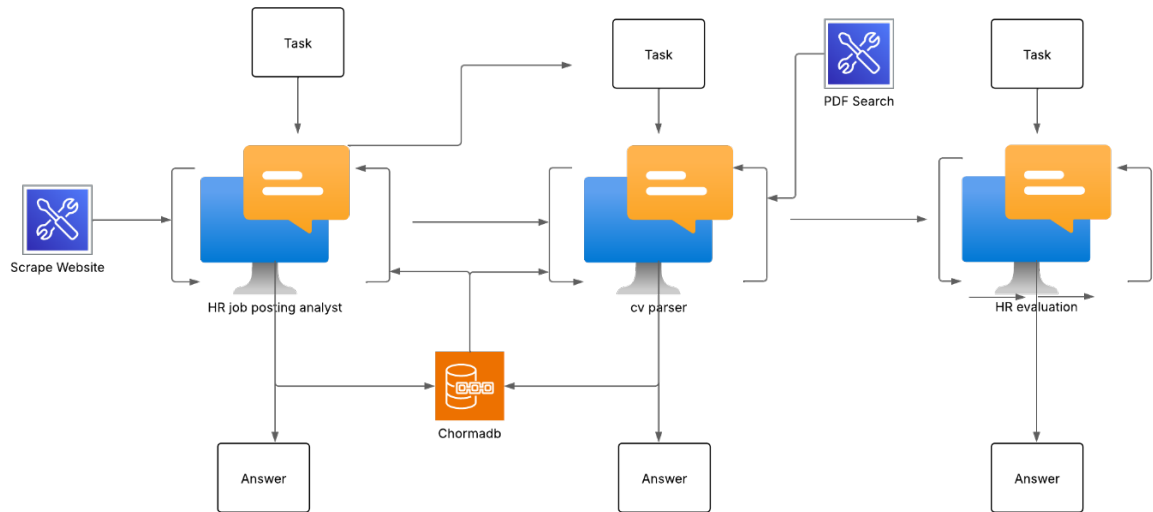 Task
Task
Task
PDF Search
Scrape Website
HR job posting analyst
cv parser
HR evaluation
Chormadb
Answer
Answer
Answer